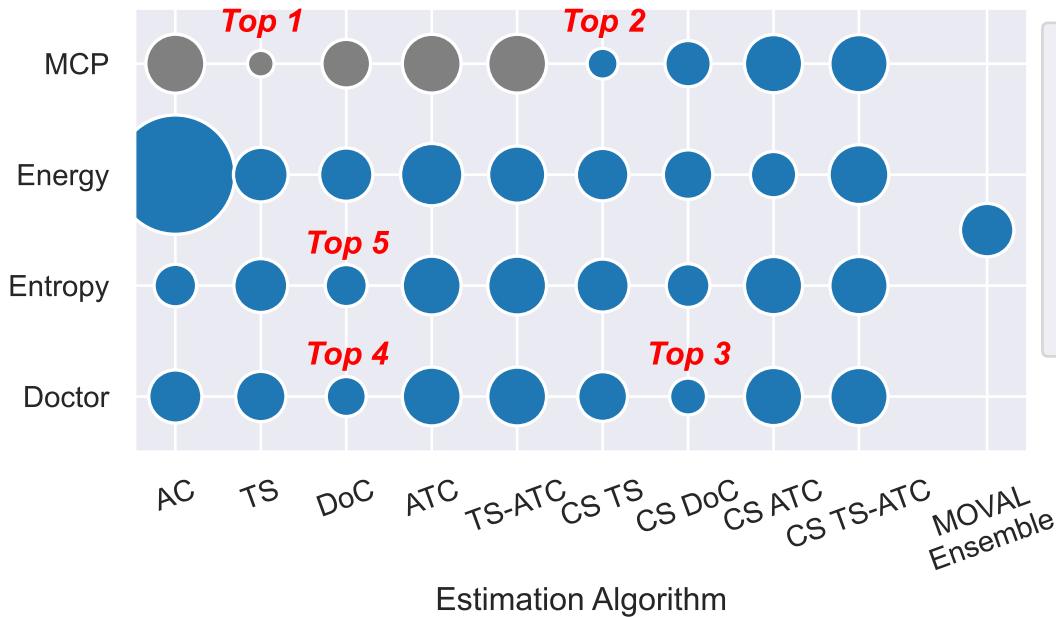 Top 1
Top 2
MCP
Energy
Top 5
Entropy
Top 4
Top 3
Doctor
AC
TS
DoC
ATC
TS-ATC
CS TS
CS DoC
CS ATC
CS TS-ATC
MOVAL
Ensemble
Estimation Algorithm